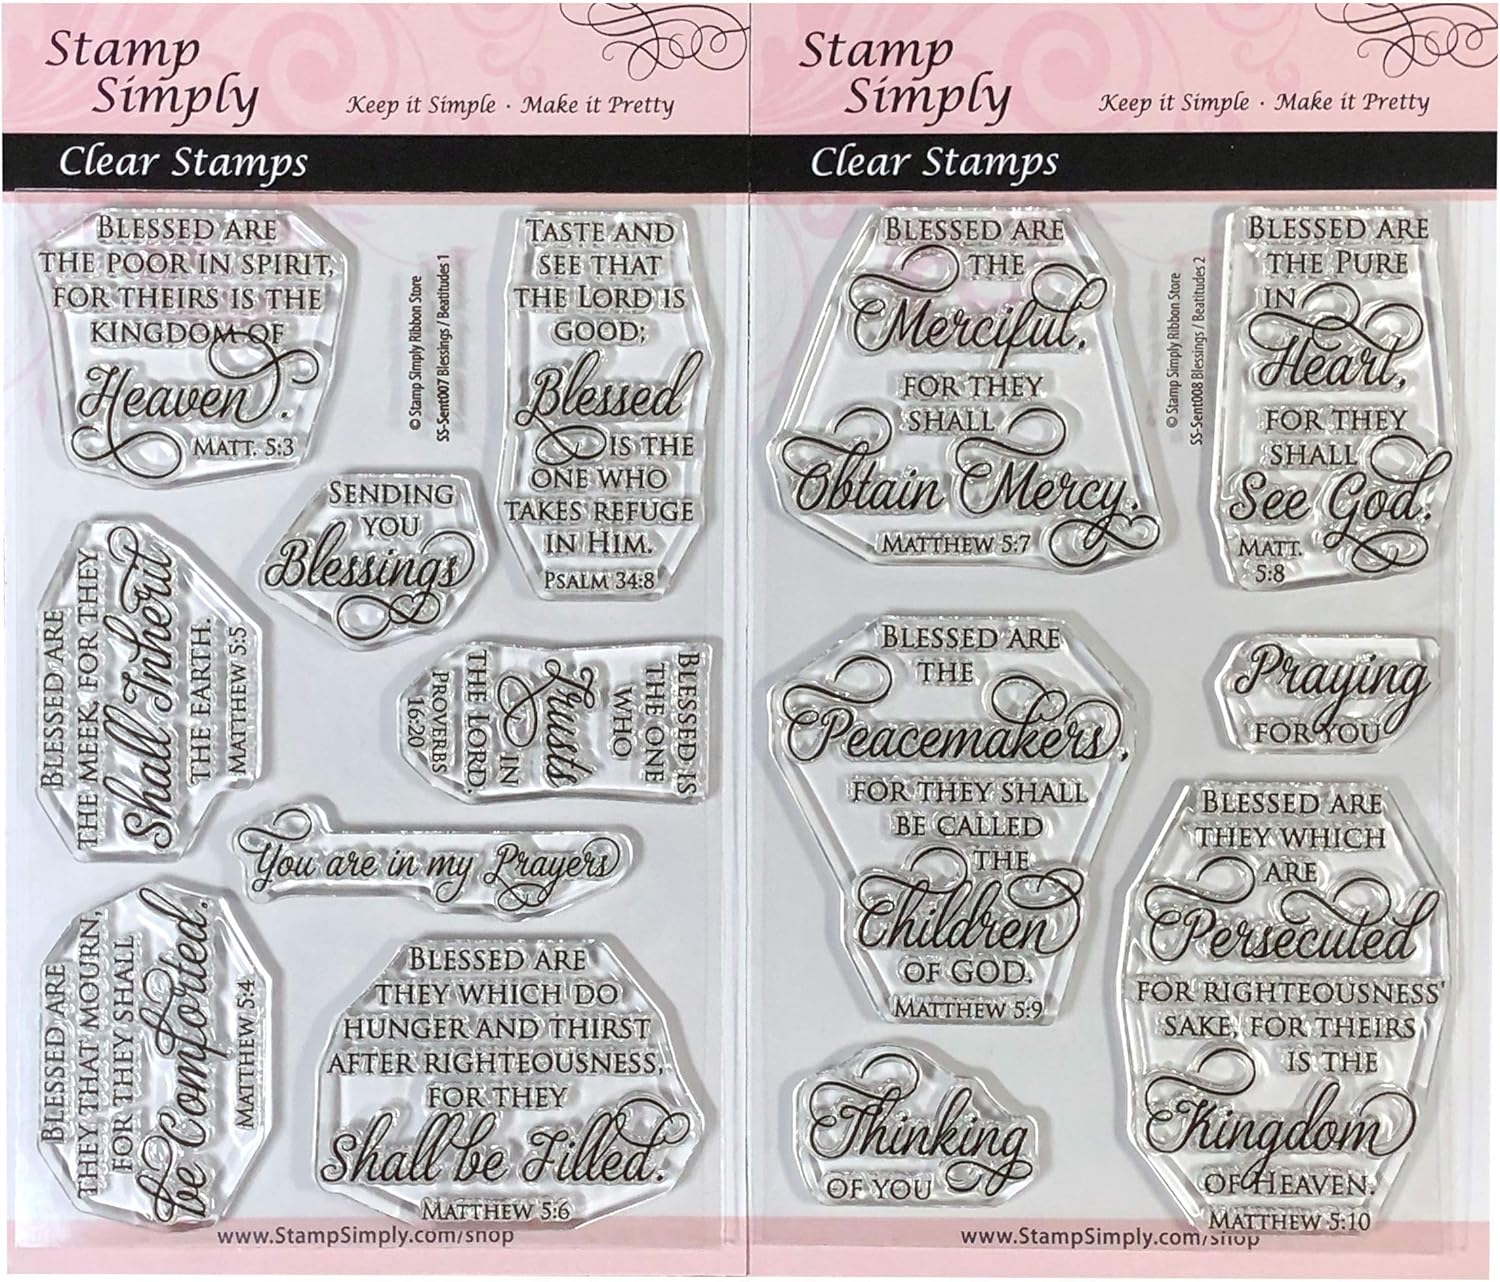 Stamp
Simply
Keep it Simple · Make it Pretty
Clear Stamps
BLESSED ARE
THE POOR IN SPIRIT,
FOR THEIRS IS THE
KINGDOM OF
Heaven.
MATT. 5:3
© Stamp Simply Ribbon Store
SS-Sent007 Blessings / Beatitudes 1
TASTE AND
SEE THAT
THE LORD IS
GOOD;
Blessed
IS THE
ONE WHO
TAKES REFUGE
IN HIM.
PSALM 34:8
SENDING
YOU
Blessings
BLESSED ARE
THE MEEK, FOR THEY
Shall Inherit
THE EARTH.
MATTHEW 5:5
BLESSED IS
THE ONE
WHO
Trusts
IN
THE LORD.
PROVERBS
16:20
You are in my Prayers
BLESSED ARE
THEY THAT MOURN,
FOR THEY SHALL
be Comforted.
MATTHEW 5:4
BLESSED ARE
THEY WHICH DO
HUNGER AND THIRST
AFTER RIGHTEOUSNESS,
FOR THEY
Shall be Filled.
MATTHEW 5:6
www.StampSimply.com/shop
Stamp
Simply
Keep it Simple · Make it Pretty
Clear Stamps
BLESSED ARE
THE
Merciful,
FOR THEY
SHALL
Obtain Mercy.
MATTHEW 5:7
© Stamp Simply Ribbon Store
SS-Sent008 Blessings / Beatitudes 2
BLESSED ARE
THE PURE
IN
Heart,
FOR THEY
SHALL
See God.
MATT.
5:8
BLESSED ARE
THE
Peacemakers,
FOR THEY SHALL
BE CALLED
THE
Children
OF GOD.
MATTHEW 5:9
Praying
FOR YOU
BLESSED ARE
THEY WHICH
ARE
Persecuted
FOR RIGHTEOUSNESS'
SAKE, FOR THEIRS
IS THE
Kingdom
OF HEAVEN.
MATTHEW 5:10
Thinking
OF YOU
www.StampSimply.com/shop